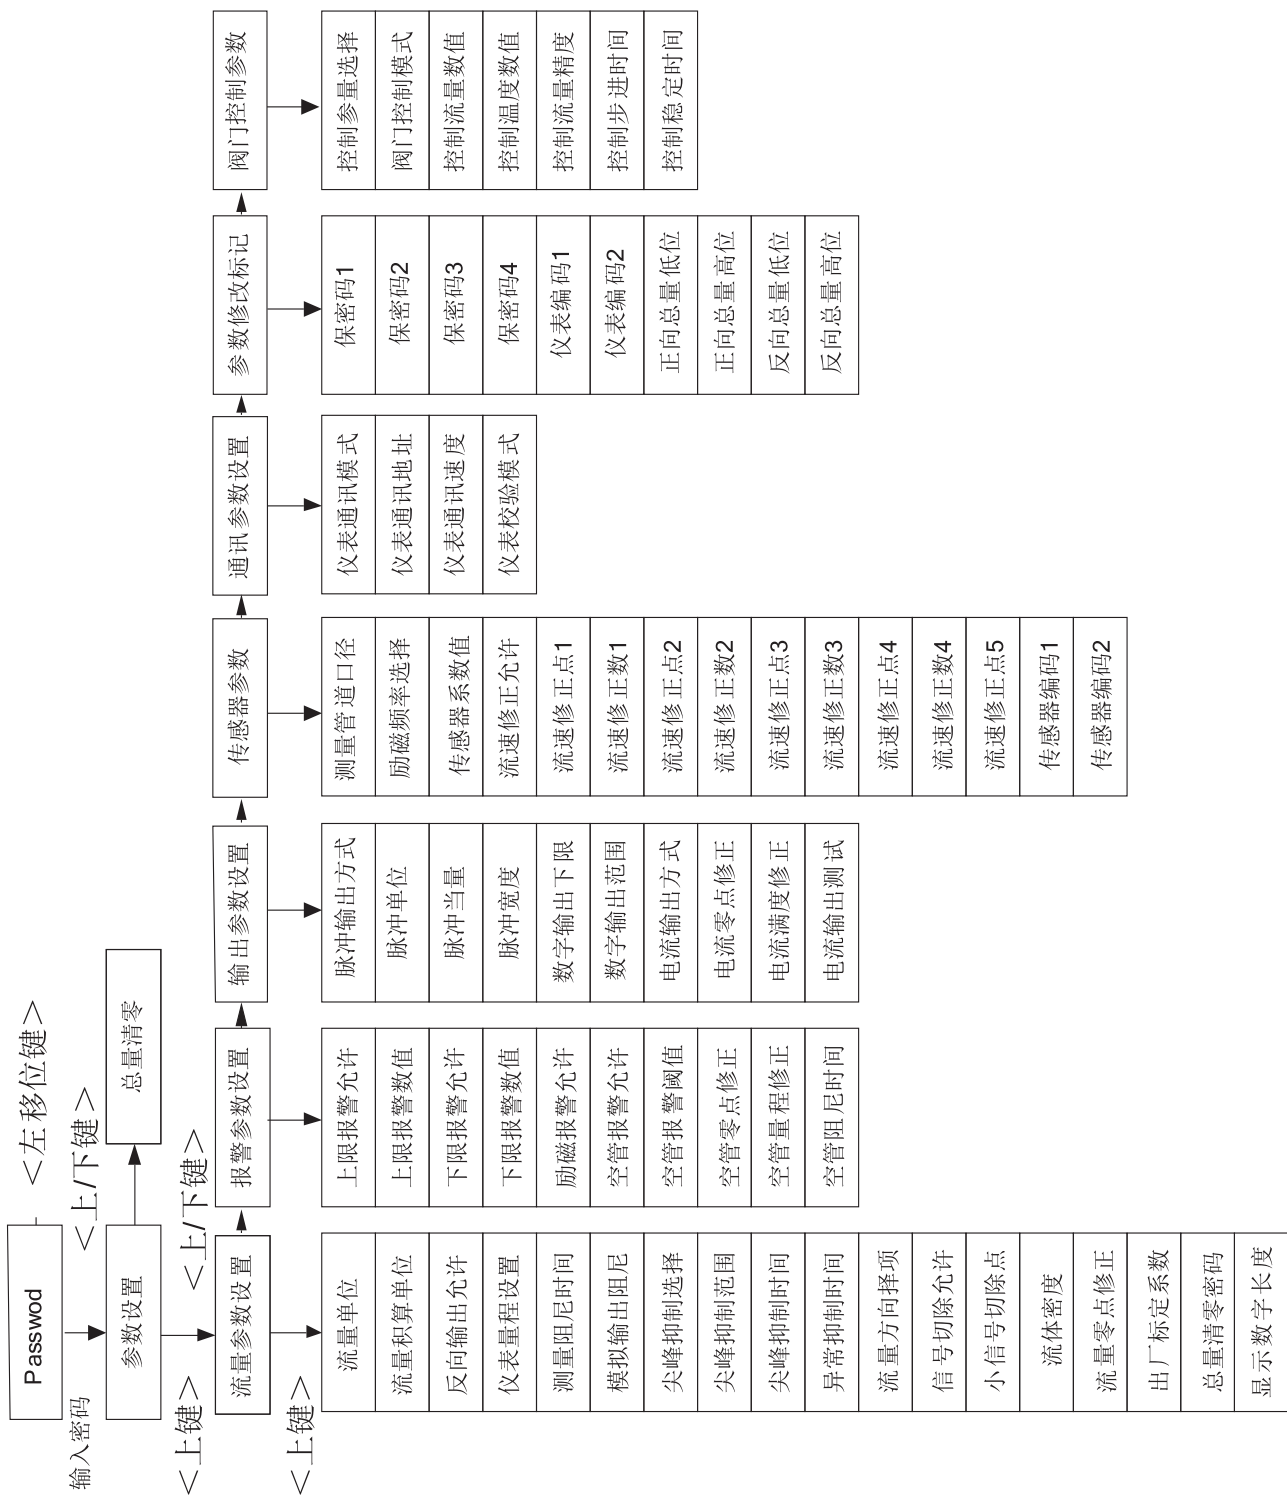 Passwod
<左移位键>
输入密码
<上/下键>
参数设置
总量清零
<上键>
<上/下键>
流量参数设置
报警参数设置
输出参数设置
传感器参数
通讯参数设置
参数修改标记
阀门控制参数
<上键>
流量单位
流量积算单位
反向输出允许
仪表量程设置
测量阻尼时间
模拟输出阻尼
尖峰抑制选择
尖峰抑制范围
尖峰抑制时间
异常抑制时间
流量方向择项
信号切除允许
小信号切除点
流体密度
流量零点修正
出厂标定系数
总量清零密码
显示数字长度
上限报警允许
上限报警数值
下限报警允许
下限报警数值
励磁报警允许
空管报警允许
空管报警阈值
空管零点修正
空管量程修正
空管阻尼时间
脉冲输出方式
脉冲单位
脉冲当量
脉冲宽度
数字输出下限
数字输出范围
电流输出方式
电流零点修正
电流满度修正
电流输出测试
测量管道口径
励磁频率选择
传感器系数值
流速修正允许
流速修正点1
流速修正数1
流速修正点2
流速修正数2
流速修正点3
流速修正数3
流速修正点4
流速修正数4
流速修正点5
传感器编码1
传感器编码2
仪表通讯模式
仪表通讯地址
仪表通讯速度
仪表校验模式
保密码1
保密码2
保密码3
保密码4
仪表编码1
仪表编码2
正向总量低位
正向总量高位
反向总量低位
反向总量高位
控制参量选择
阀门控制模式
控制流量数值
控制温度数值
控制流量精度
控制步进时间
控制稳定时间